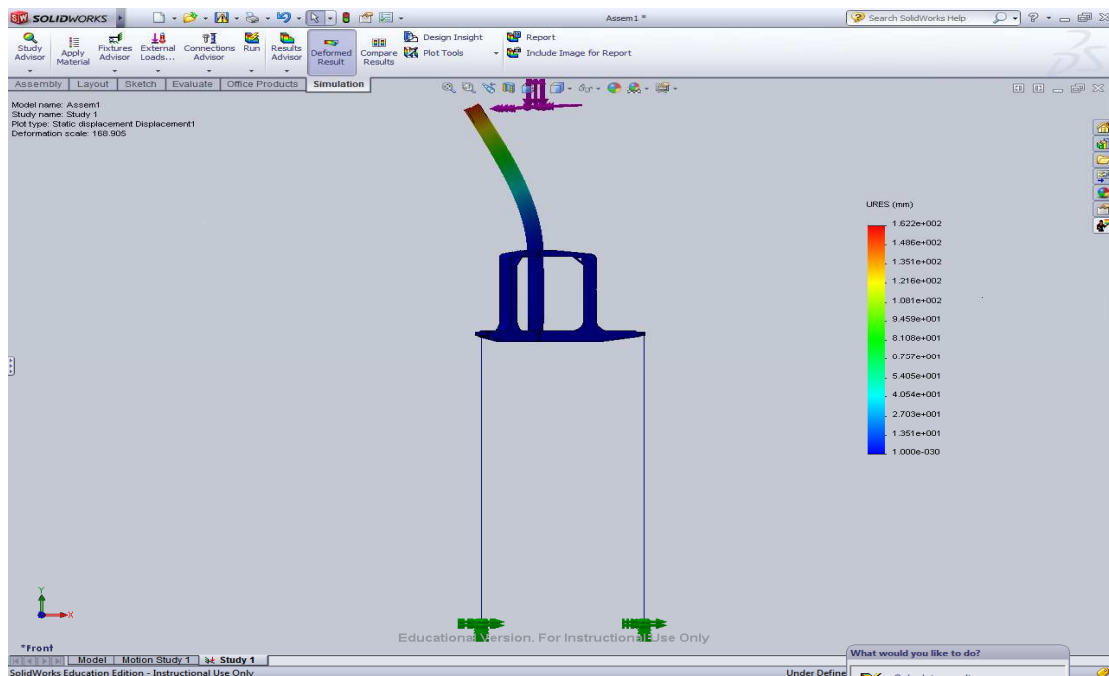 SW SOLIDWORKS
Assem1 *
? Search SolidWorks Help
Study Advisor
Apply Material
Fixtures Advisor
External Loads...
Connections Advisor
Run
Results Advisor
Deformed Result
Compare Results
Design Insight
Plot Tools
Report
Include Image for Report
Assembly Layout Sketch Evaluate Office Products Simulation
Model name: Assem1
Study name: Study 1
Plot type: Static displacement Displacement1
Deformation scale: 168.905
URES (mm)
1.622e+002
1.486e+002
1.351e+002
1.216e+002
1.081e+002
9.459e+001
8.108e+001
5.405e+001
4.054e+001
2.703e+001
1.351e+001
1.000e-030
Y
X
Educational Version. For Instructional Use Only
*Front
Model Motion Study 1 Study 1
What would you like to do?
SolidWorks Education Edition - Instructional Use Only
Under Define